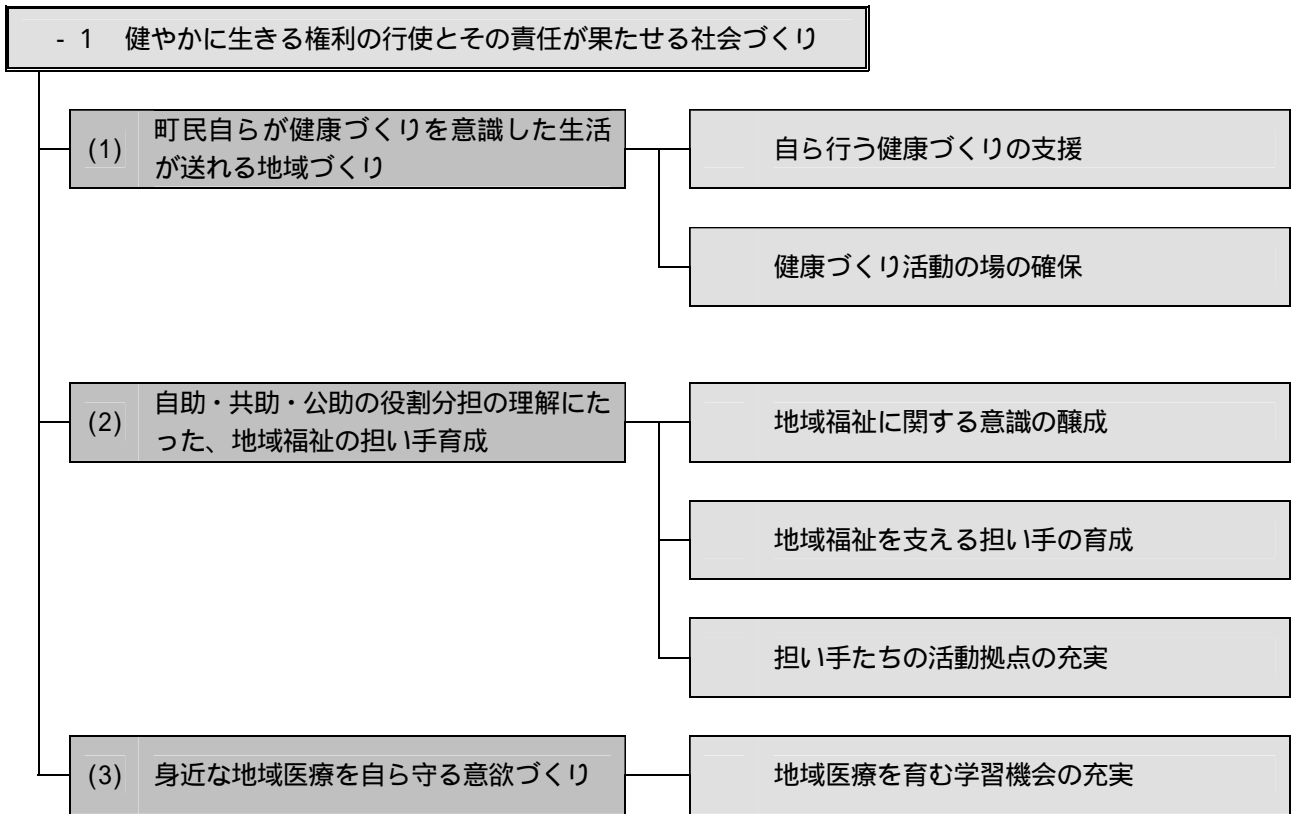 - 1 健やかに生きる権利の行使とその責任が果たせる社会づくり
(1) 町民自らが健康づくりを意識した生活
が送れる地域づくり
自ら行う健康づくりの支援
健康づくり活動の場の確保
(2) 自助・共助・公助の役割分担の理解にた
った、地域福祉の担い手育成
地域福祉に関する意識の醸成
地域福祉を支える担い手の育成
担い手たちの活動拠点の充実
(3) 身近な地域医療を自ら守る意欲づくり
地域医療を育む学習機会の充実